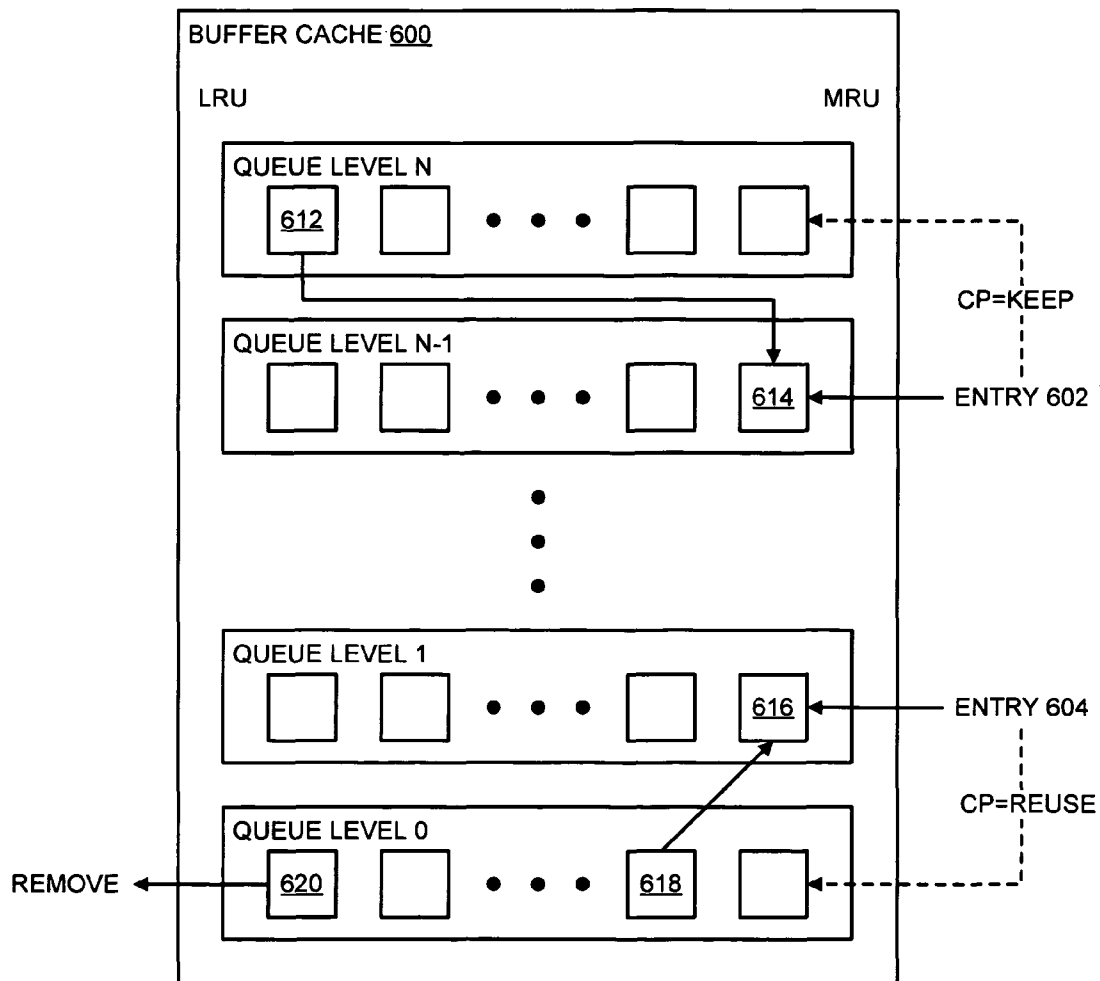 BUFFER CACHE 600
LRU MRU
QUEUE LEVEL N
612
CP=KEEP
QUEUE LEVEL N-1
614
ENTRY 602
QUEUE LEVEL 1
616
ENTRY 604
CP=REUSE
QUEUE LEVEL 0
REMOVE
620
618